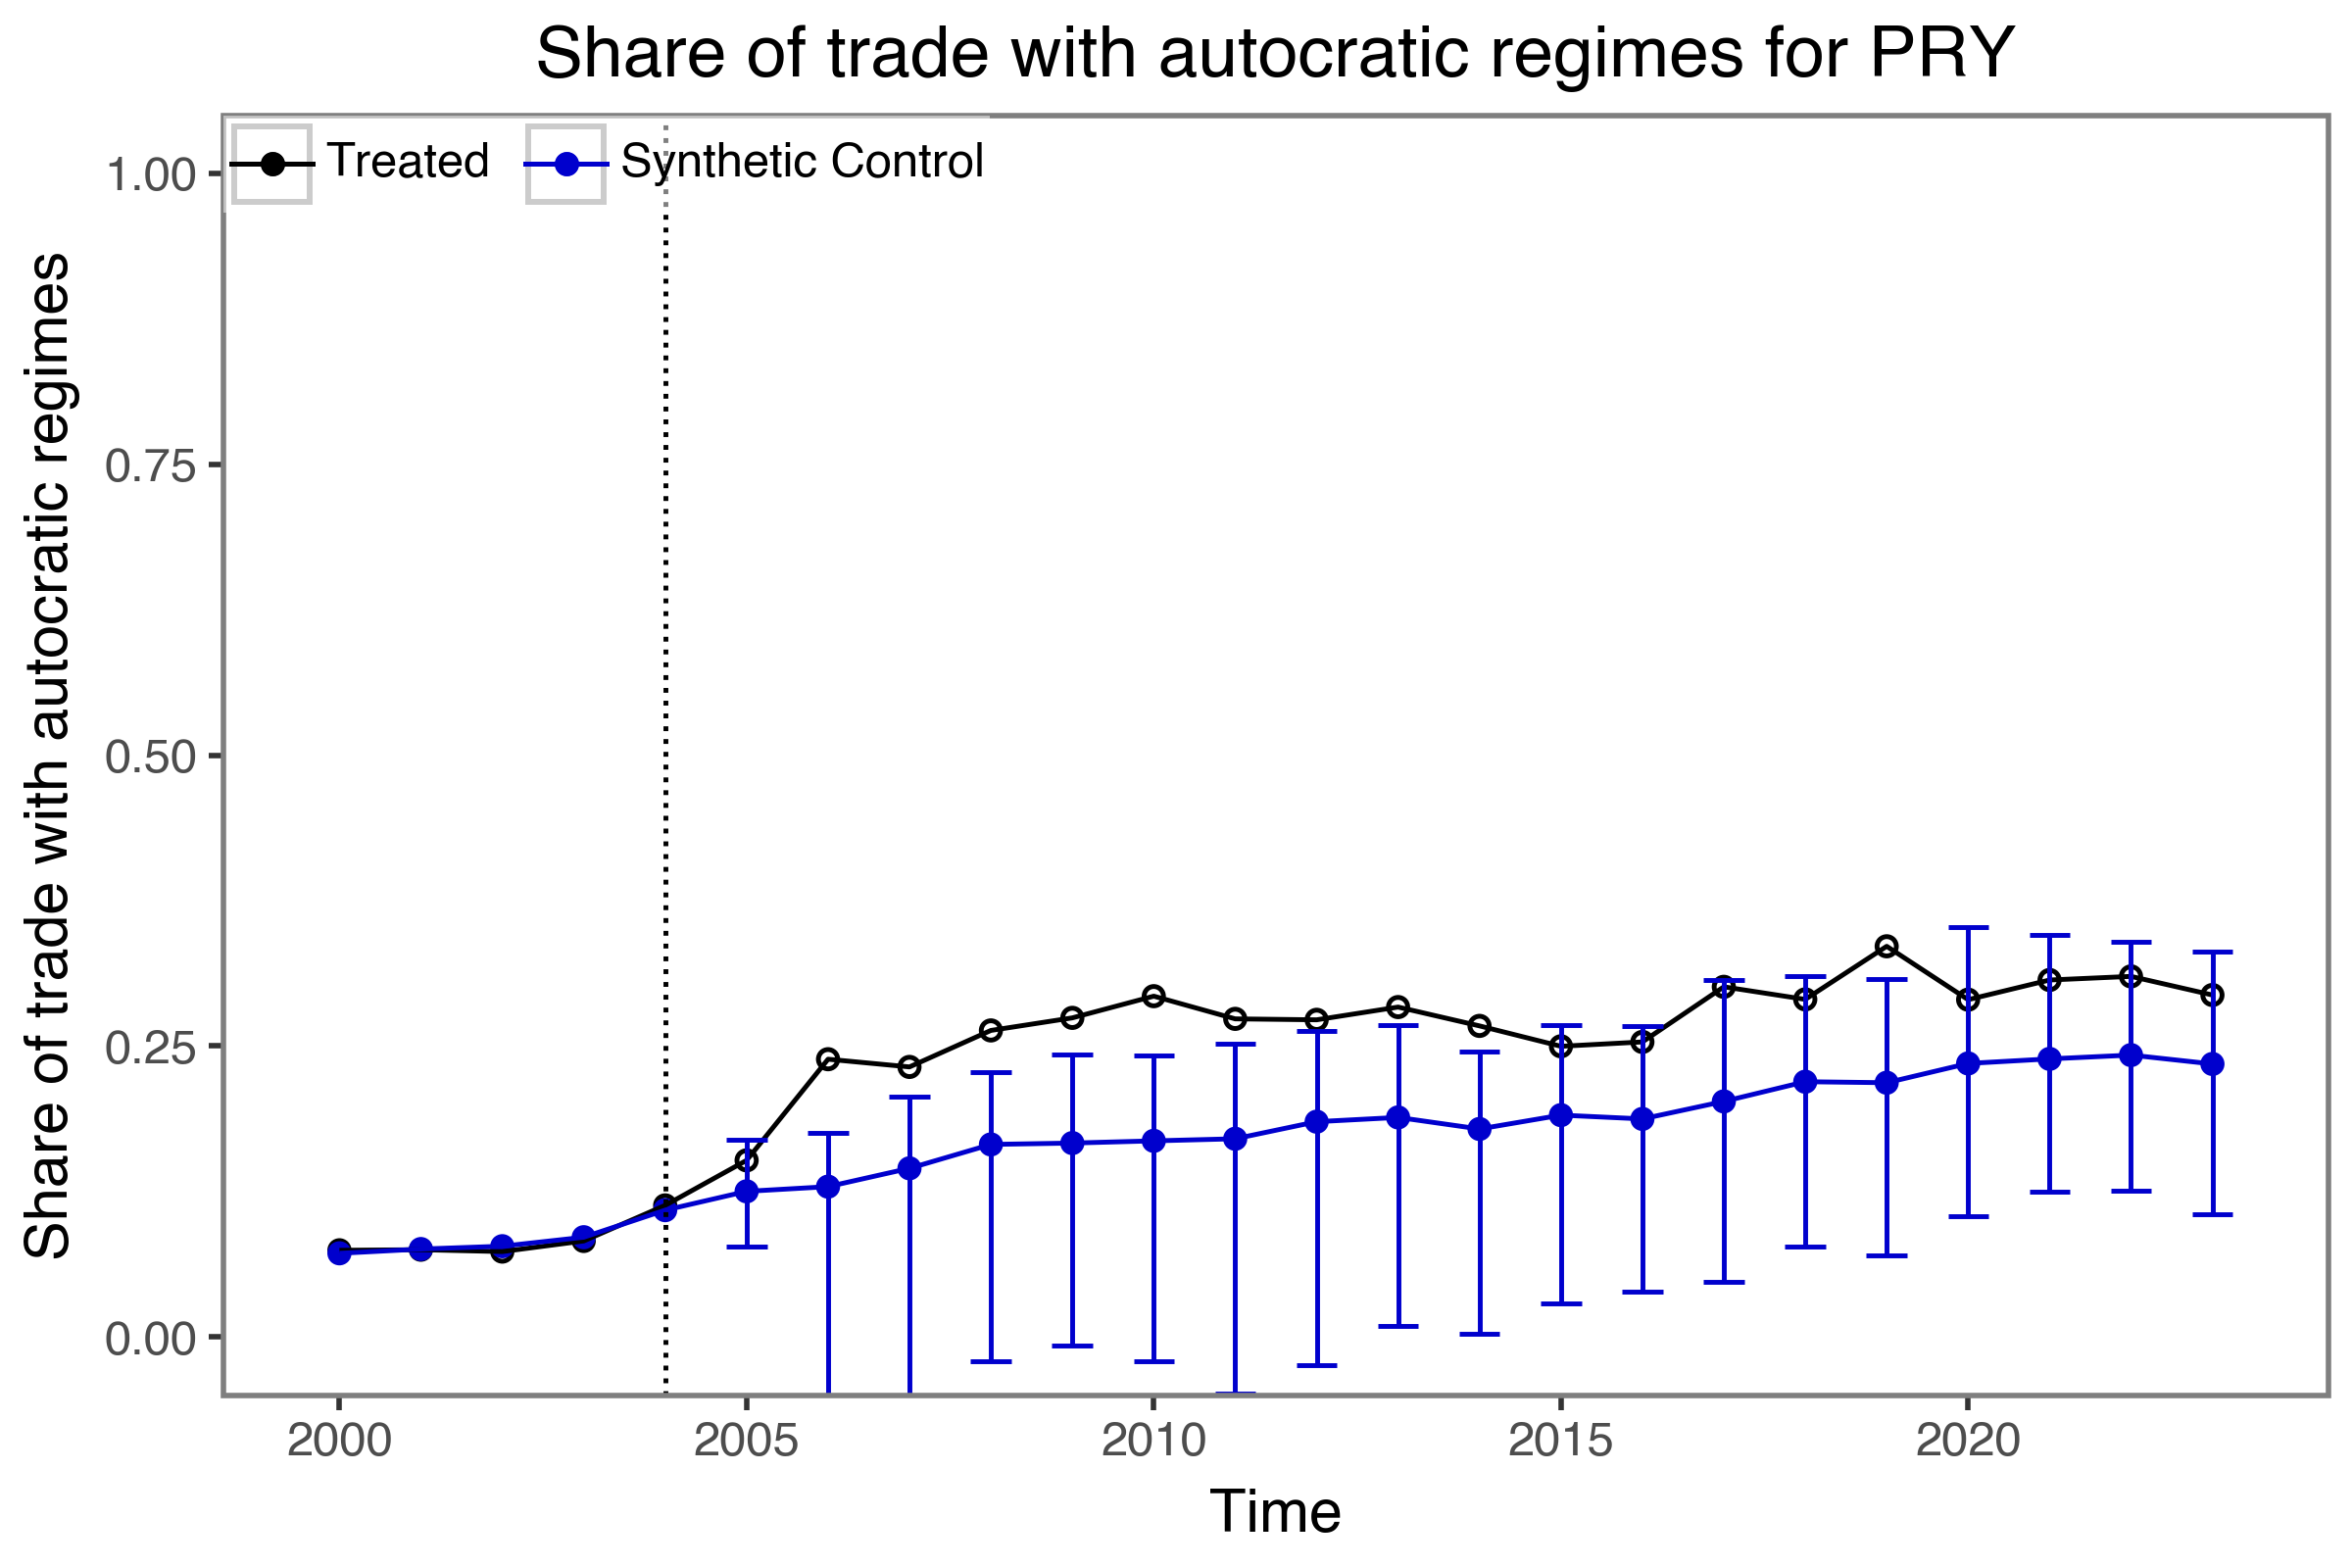 Share of trade with autocratic regimes for PRY
Treated Synthetic Control
Share of trade with autocratic regimes
1.00
0.75
0.50
0.25
0.00
2000 2005 2010 2015 2020
Time